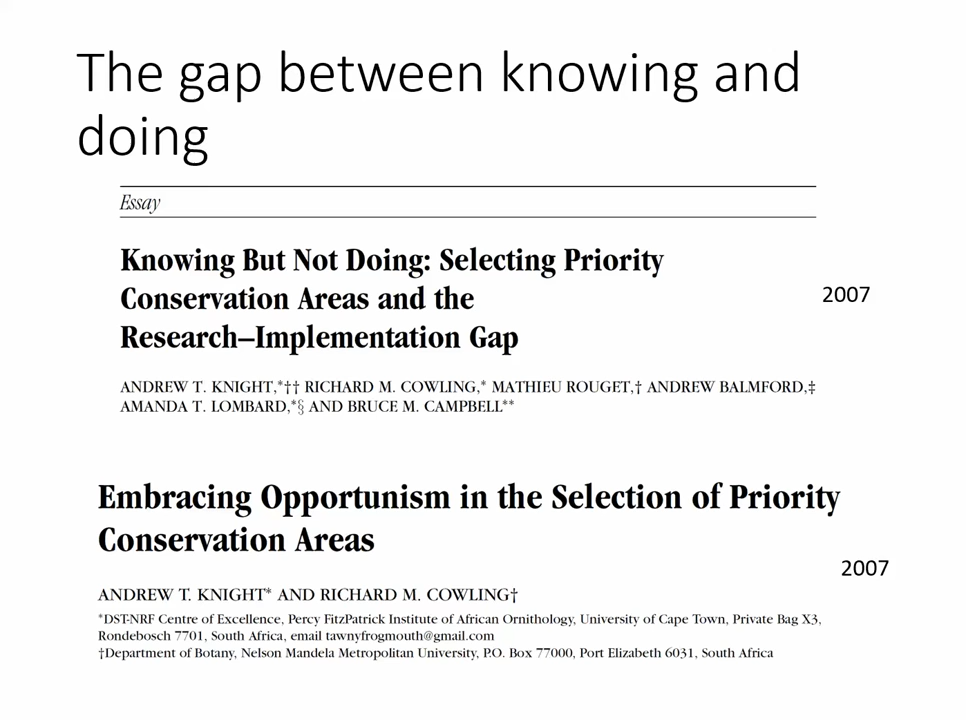 The gap between knowing and
doing
Essay
Knowing But Not Doing: Selecting Priority
Conservation Areas and the
Research–Implementation Gap
2007
ANDREW T. KNIGHT,*†† RICHARD M. COWLING,* MATHIEU ROUGET,† ANDREW BALMFORD,‡
AMANDA T. LOMBARD,*§ AND BRUCE M. CAMPBELL**
Embracing Opportunism in the Selection of Priority
Conservation Areas
2007
ANDREW T. KNIGHT* AND RICHARD M. COWLING†
*DST-NRF Centre of Excellence, Percy FitzPatrick Institute of African Ornithology, University of Cape Town, Private Bag X3,
Rondebosch 7701, South Africa, email tawnyfrogmouth@gmail.com
†Department of Botany, Nelson Mandela Metropolitan University, P.O. Box 77000, Port Elizabeth 6031, South Africa